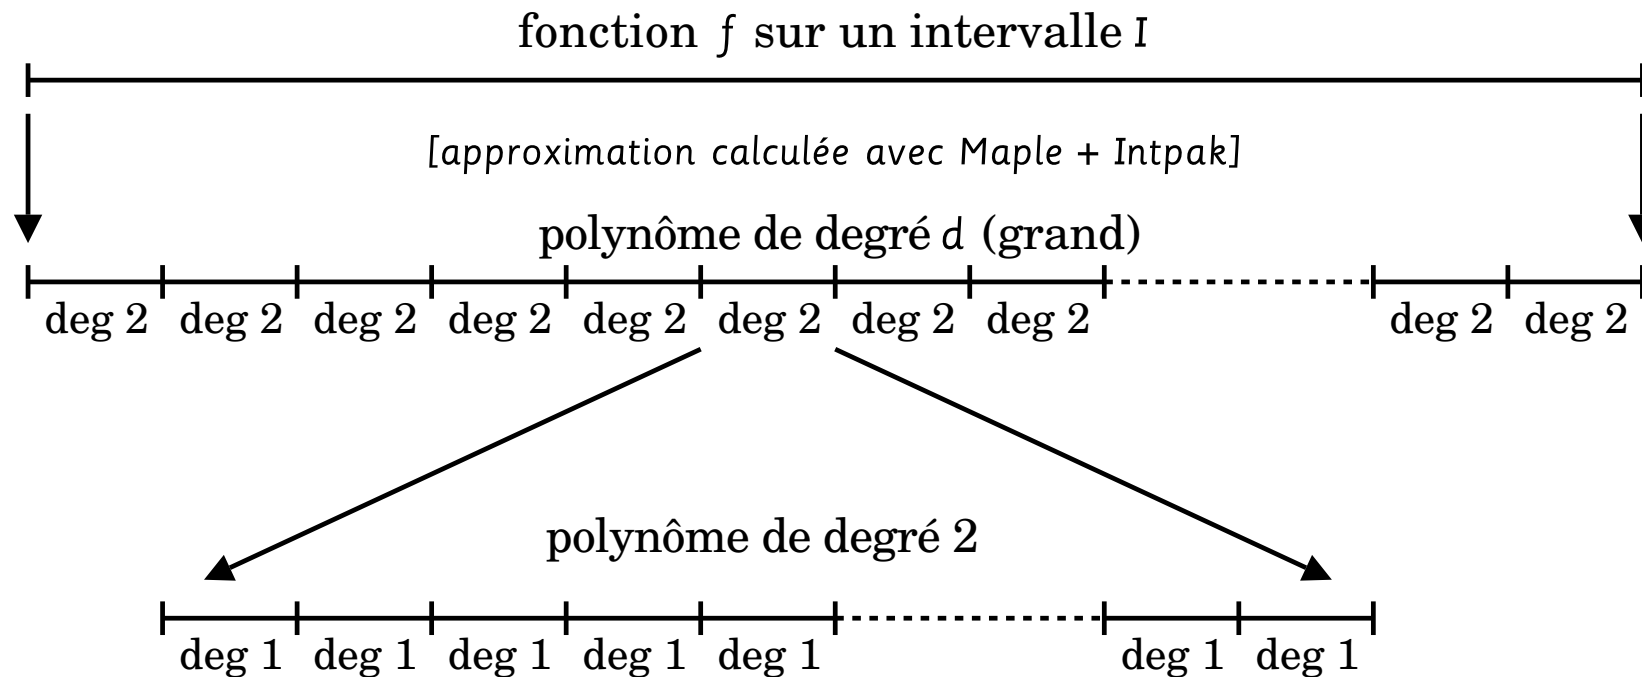 fonction f sur un intervalle I
[approximation calculée avec Maple + Intpak]
polynôme de degré d (grand)
deg 2 deg 2 deg 2 deg 2 deg 2 deg 2 deg 2 deg 2 deg 2 deg 2
polynôme de degré 2
deg 1 deg 1 deg 1 deg 1 deg 1 deg 1 deg 1